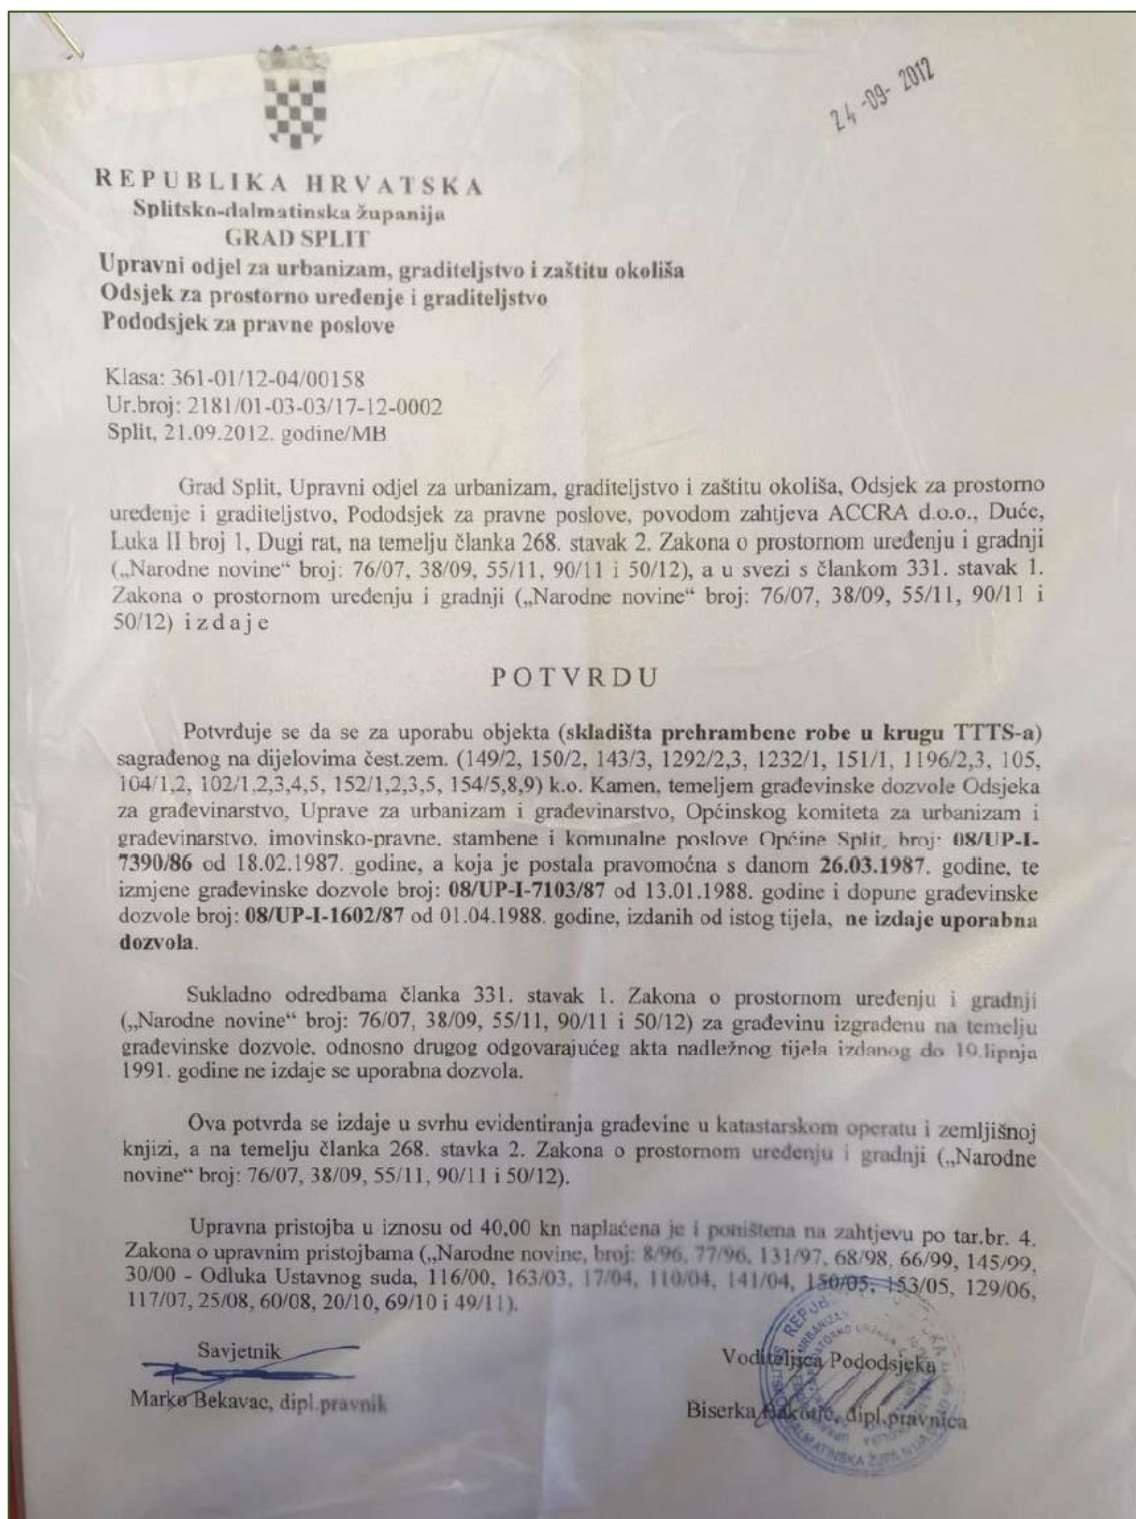 24-09-2012
REPUBLIKA HRVATSKA
Splitsko-dalmatinska županija
GRAD SPLIT
Upravni odjel za urbanizam, graditeljstvo i zaštitu okoliša
Odsjek za prostorno uređenje i graditeljstvo
Pododsjek za pravne poslove
Klasa: 361-01/12-04/00158
Ur.broj: 2181/01-03-03/17-12-0002
Split, 21.09.2012. godine/MB
Grad Split, Upravni odjel za urbanizam, graditeljstvo i zaštitu okoliša, Odsjek za prostorno
uređenje i graditeljstvo, Pododsjek za pravne poslove, povodom zahtjeva ACCRA d.o.o., Duće,
Luka II broj 1, Dugi rat, na temelju članka 268. stavak 2. Zakona o prostornom uređenju i gradnji
(„Narodne novine“ broj: 76/07, 38/09, 55/11, 90/11 i 50/12), a u svezi s člankom 331. stavak 1.
Zakona o prostornom uređenju i gradnji („Narodne novine“ broj: 76/07, 38/09, 55/11, 90/11 i
50/12) i z d a j e
P O T V R D U
Potvrđuje se da se za uporabu objekta (skladišta prehrambene robe u krugu TTTS-a)
sagrađenog na dijelovima čest.zem. (149/2, 150/2, 143/3, 1292/2,3, 1232/1, 151/1, 1196/2,3, 105,
104/1,2, 102/1,2,3,4,5, 152/1,2,3,5, 154/5,8,9) k.o. Kamen, temeljem građevinske dozvole Odsjeka
za građevinarstvo, Uprave za urbanizam i građevinarstvo, Općinskog komiteta za urbanizam i
građevinarstvo, imovinsko-pravne, stambene i komunalne poslove Općine Split, broj: 08/UP-I-
7390/86 od 18.02.1987. godine, a koja je postala pravomoćna s danom 26.03.1987. godine, te
izmjene građevinske dozvole broj: 08/UP-I-7103/87 od 13.01.1988. godine i dopune građevinske
dozvole broj: 08/UP-I-1602/87 od 01.04.1988. godine, izdanih od istog tijela, ne izdaje uporabna
dozvola.
Sukladno odredbama članka 331. stavak 1. Zakona o prostornom uređenju i gradnji
(„Narodne novine“ broj: 76/07, 38/09, 55/11, 90/11 i 50/12) za građevinu izgrađenu na temelju
građevinske dozvole, odnosno drugog odgovarajućeg akta nadležnog tijela izdanog do 19.lipnja
1991. godine ne izdaje se uporabna dozvola.
Ova potvrda se izdaje u svrhu evidentiranja građevine u katastarskom operatu i zemljišnoj
knjizi, a na temelju članka 268. stavka 2. Zakona o prostornom uređenju i gradnji („Narodne
novine“ broj: 76/07, 38/09, 55/11, 90/11 i 50/12).
Upravna pristojba u iznosu od 40,00 kn naplaćena je i poništena na zahtjevu po tar.br. 4.
Zakona o upravnim pristojbama („Narodne novine, broj: 8/96, 77/96, 131/97, 68/98, 66/99, 145/99,
30/00 - Odluka Ustavnog suda, 116/00, 163/03, 17/04, 110/04, 141/04, 150/05, 153/05, 129/06,
117/07, 25/08, 60/08, 20/10, 69/10 i 49/11).
Savjetnik
Voditeljica Pododsjeka
Marko Bekavac, dipl.pravnik
Biserka dipl.pravnica